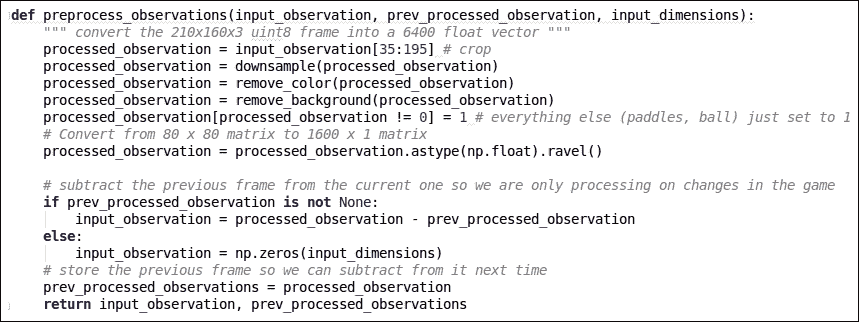 def preprocess_observations(input_observation, prev_processed_observation, input_dimensions):
    """ convert the 210x160x3 uint8 frame into a 6400 float vector """
    processed_observation = input_observation[35:195] # crop
    processed_observation = downsample(processed_observation)
    processed_observation = remove_color(processed_observation)
    processed_observation = remove_background(processed_observation)
    processed_observation[processed_observation != 0] = 1 # everything else (paddles, ball) just set to 1
    # Convert from 80 x 80 matrix to 1600 x 1 matrix
    processed_observation = processed_observation.astype(np.float).ravel()

    # subtract the previous frame from the current one so we are only processing on changes in the game
    if prev_processed_observation is not None:
        input_observation = processed_observation - prev_processed_observation
    else:
        input_observation = np.zeros(input_dimensions)
    # store the previous frame so we can subtract from it next time
    prev_processed_observations = processed_observation
    return input_observation, prev_processed_observations